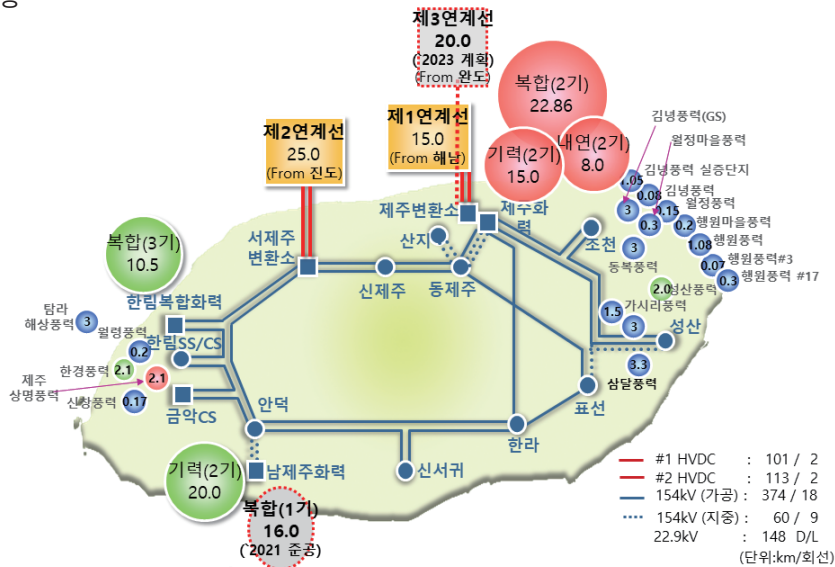 제3연계선
20.0
(`2023 계획)
(From 완도)
복합(2기)
22.86
제1연계선
15.0
(From 해남)
제2연계선
25.0
(From 진도)
기력(2기)
15.0
내연(2기)
8.0
김녕풍력(GS)
월정마을풍력
김녕풍력 실증단지
1.05
김녕풍력
0.08
월정풍력
0.15
행원마을풍력
0.2
행원풍력
1.08
행원풍력#3
0.07
행원풍력 #17
0.3
3
0.3
3
동복풍력
2.0
성산풍력
가시리풍력
1.5
3
3.3
삼달풍력
제주변환소
제주화력
산지
조천
서제주
변환소
신제주
동제주
성산
표선
복합(3기)
10.5
한림복합화력
탐라
해상풍력
3
월령풍력
0.2
한림SS/CS
한경풍력
2.1
제주
상명풍력
2.1
신창풍력
0.17
금악CS
안덕
한라
신서귀
남제주화력
기력(2기)
20.0
복합(1기)
16.0
(`2021 준공)
#1 HVDC : 101 / 2
#2 HVDC : 113 / 2
154kV (가공) : 374 / 18
154kV (지중) : 60 / 9
22.9kV : 148 D/L
(단위:km/회선)